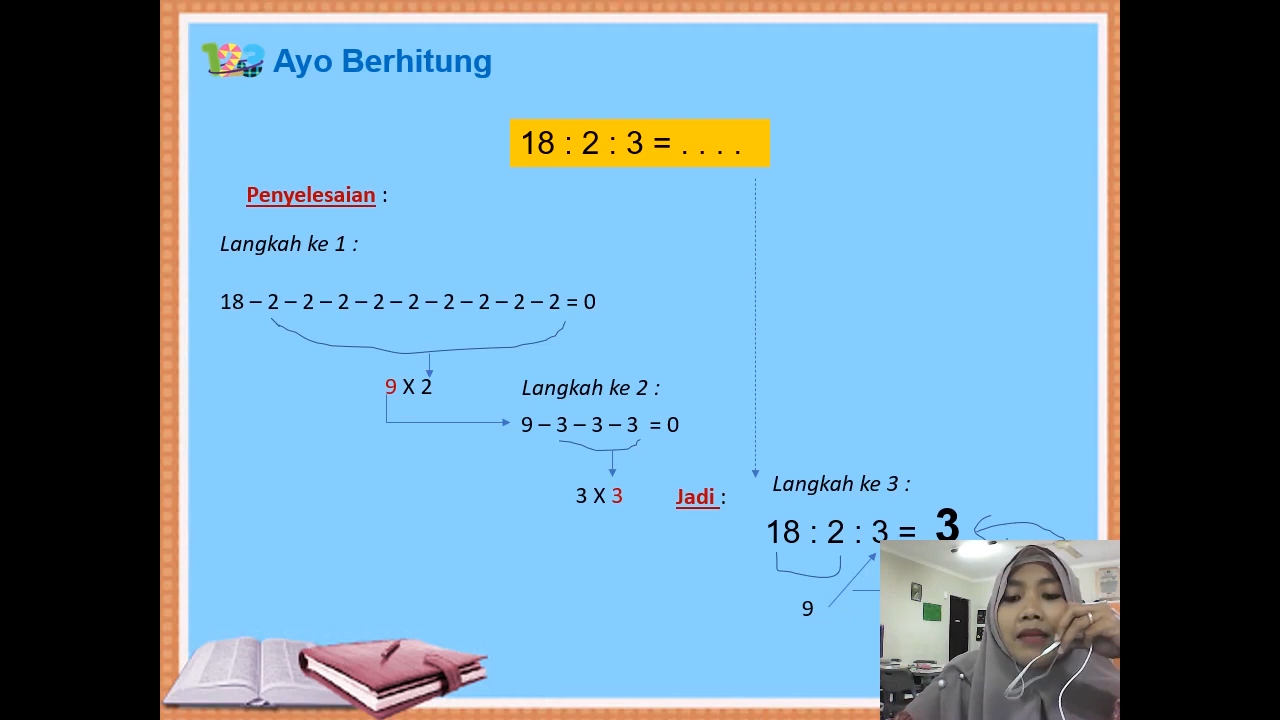 123 Ayo Berhitung
18 : 2 : 3 = . . . .
Penyelesaian :
Langkah ke 1 :
18 – 2 – 2 – 2 – 2 – 2 – 2 – 2 – 2 – 2 = 0
9 X 2
Langkah ke 2 :
9 – 3 – 3 – 3 = 0
3 X 3
Jadi :
Langkah ke 3 :
18 : 2 : 3 = 3
9